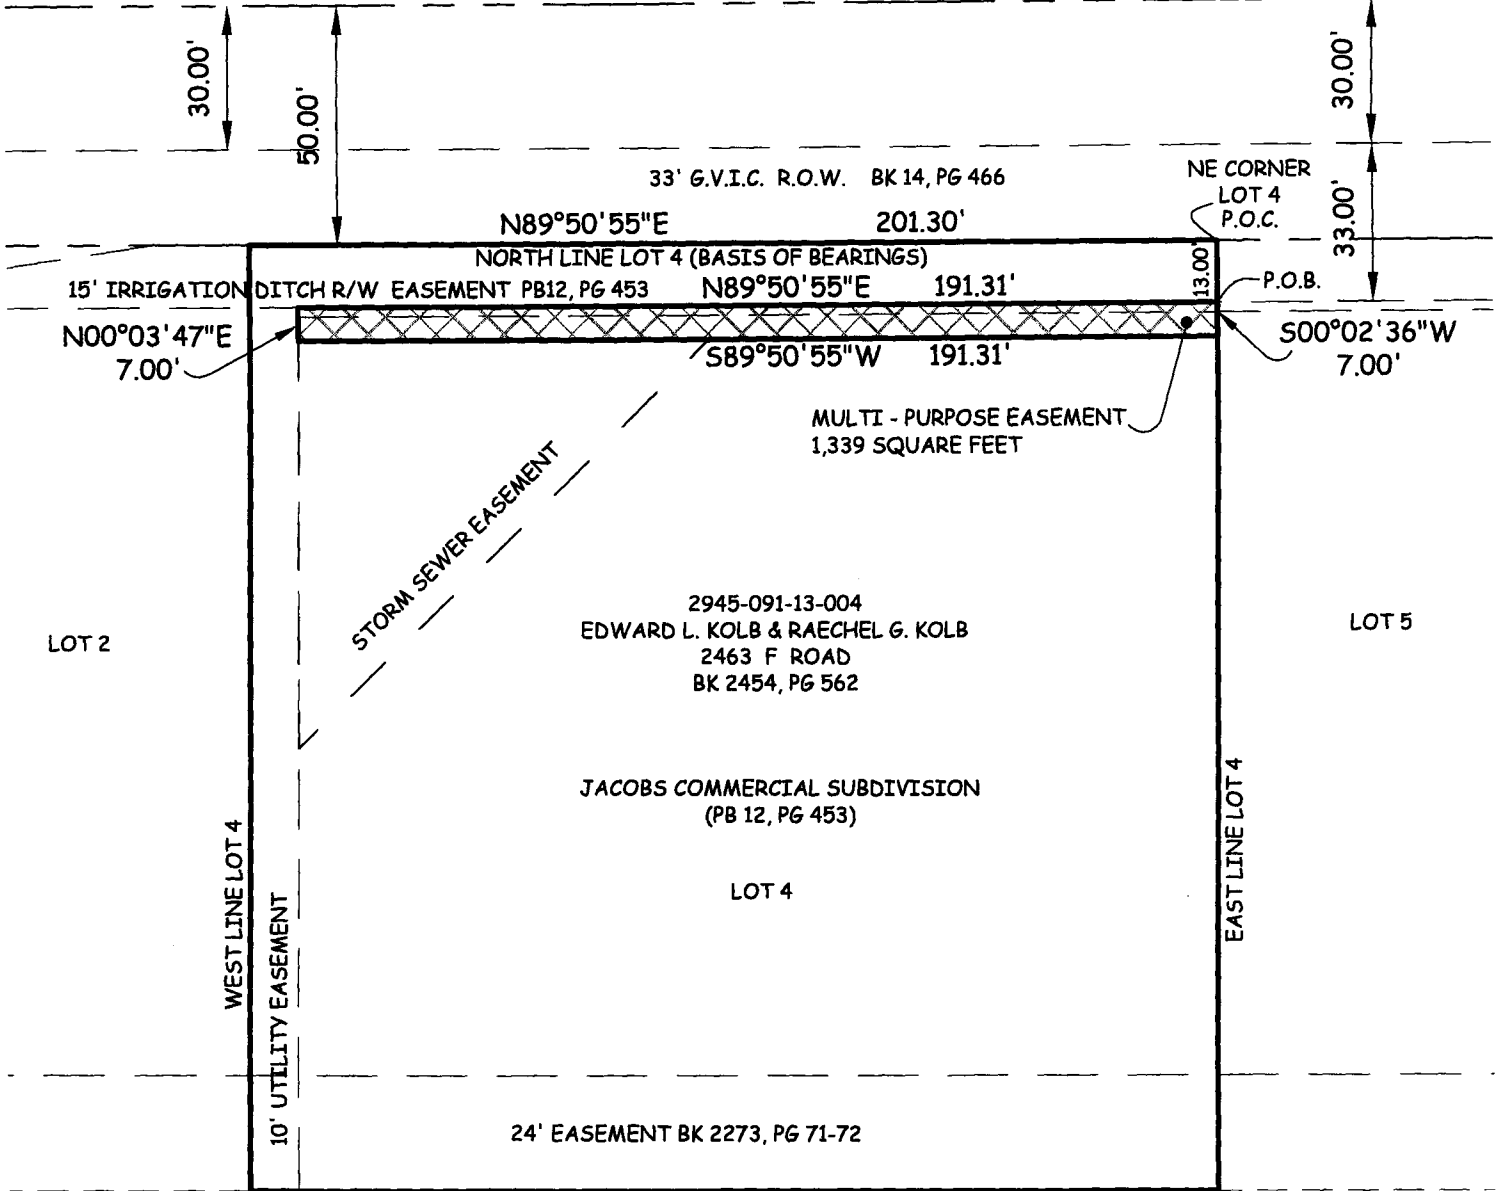 30.00'
50.00'
30.00'
33' G.V.I.C. R.O.W. BK 14, PG 466
NE CORNER
LOT 4
P.O.C.
33.00'
N89°50'55"E 201.30'
NORTH LINE LOT 4 (BASIS OF BEARINGS)
13.00'
15' IRRIGATION DITCH R/W EASEMENT PB12, PG 453
N89°50'55"E 191.31'
P.O.B.
N00°03'47"E
7.00'
S00°02'36"W
7.00'
S89°50'55"W 191.31'
MULTI - PURPOSE EASEMENT
1,339 SQUARE FEET
STORM SEWER EASEMENT
2945-091-13-004
EDWARD L. KOLB & RAECHEL G. KOLB
2463 F ROAD
BK 2454, PG 562
LOT 2
LOT 5
JACOBS COMMERCIAL SUBDIVISION
(PB 12, PG 453)
LOT 4
WEST LINE LOT 4
10' UTILITY EASEMENT
EAST LINE LOT 4
24' EASEMENT BK 2273, PG 71-72